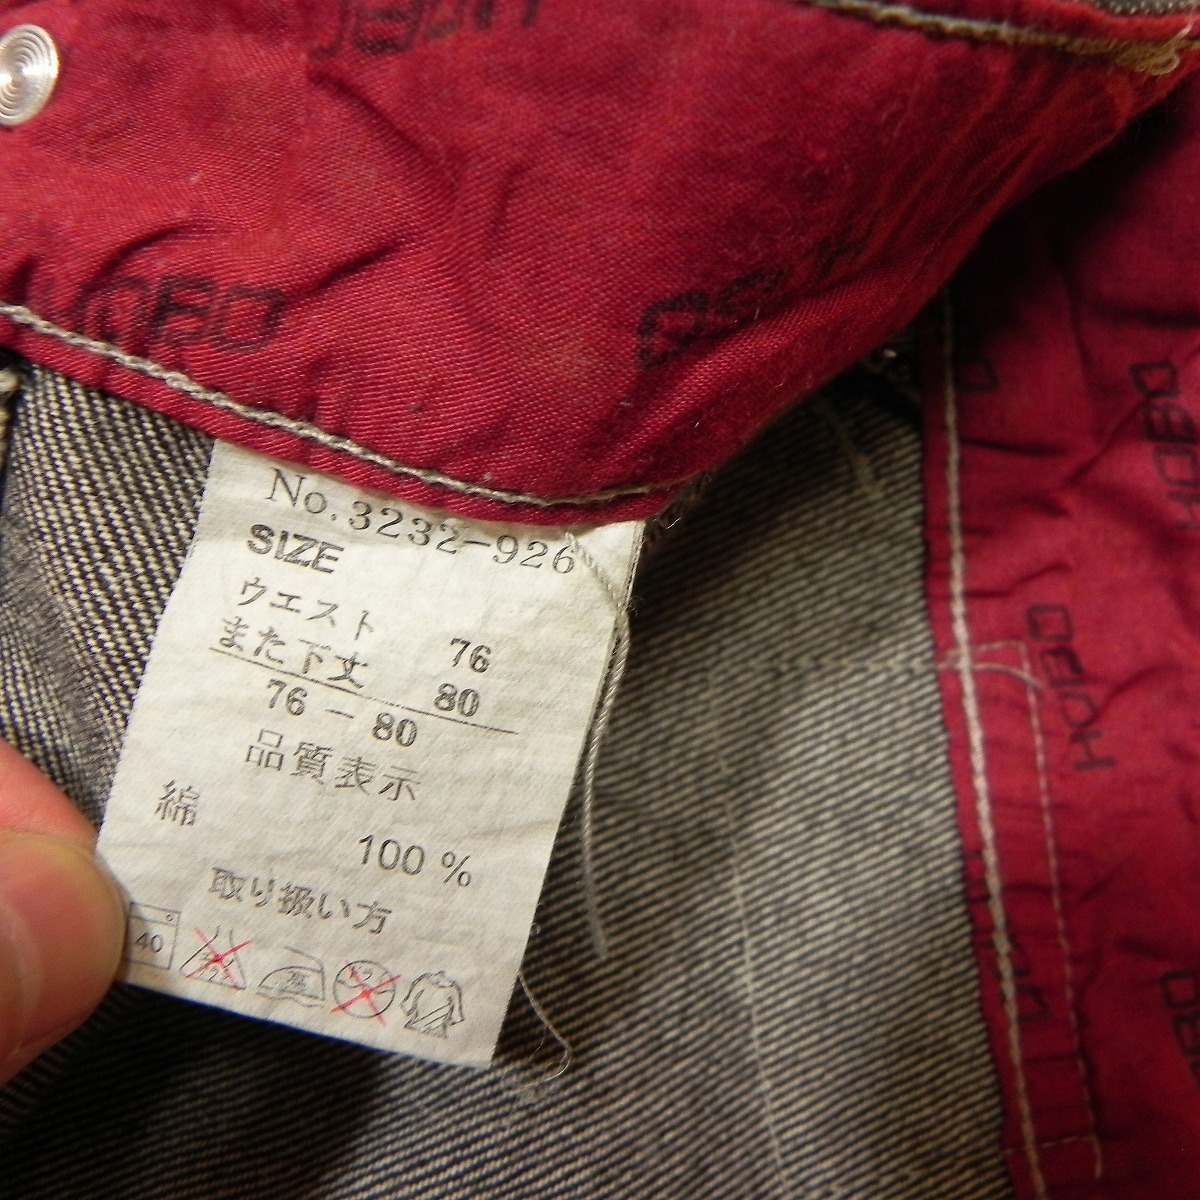 No.3232-926
SIZE
ウエスト 76
また下丈 80
76 - 80
品質表示
綿
100 %
取り扱い方
40
HOBO
HOBO
HOBO